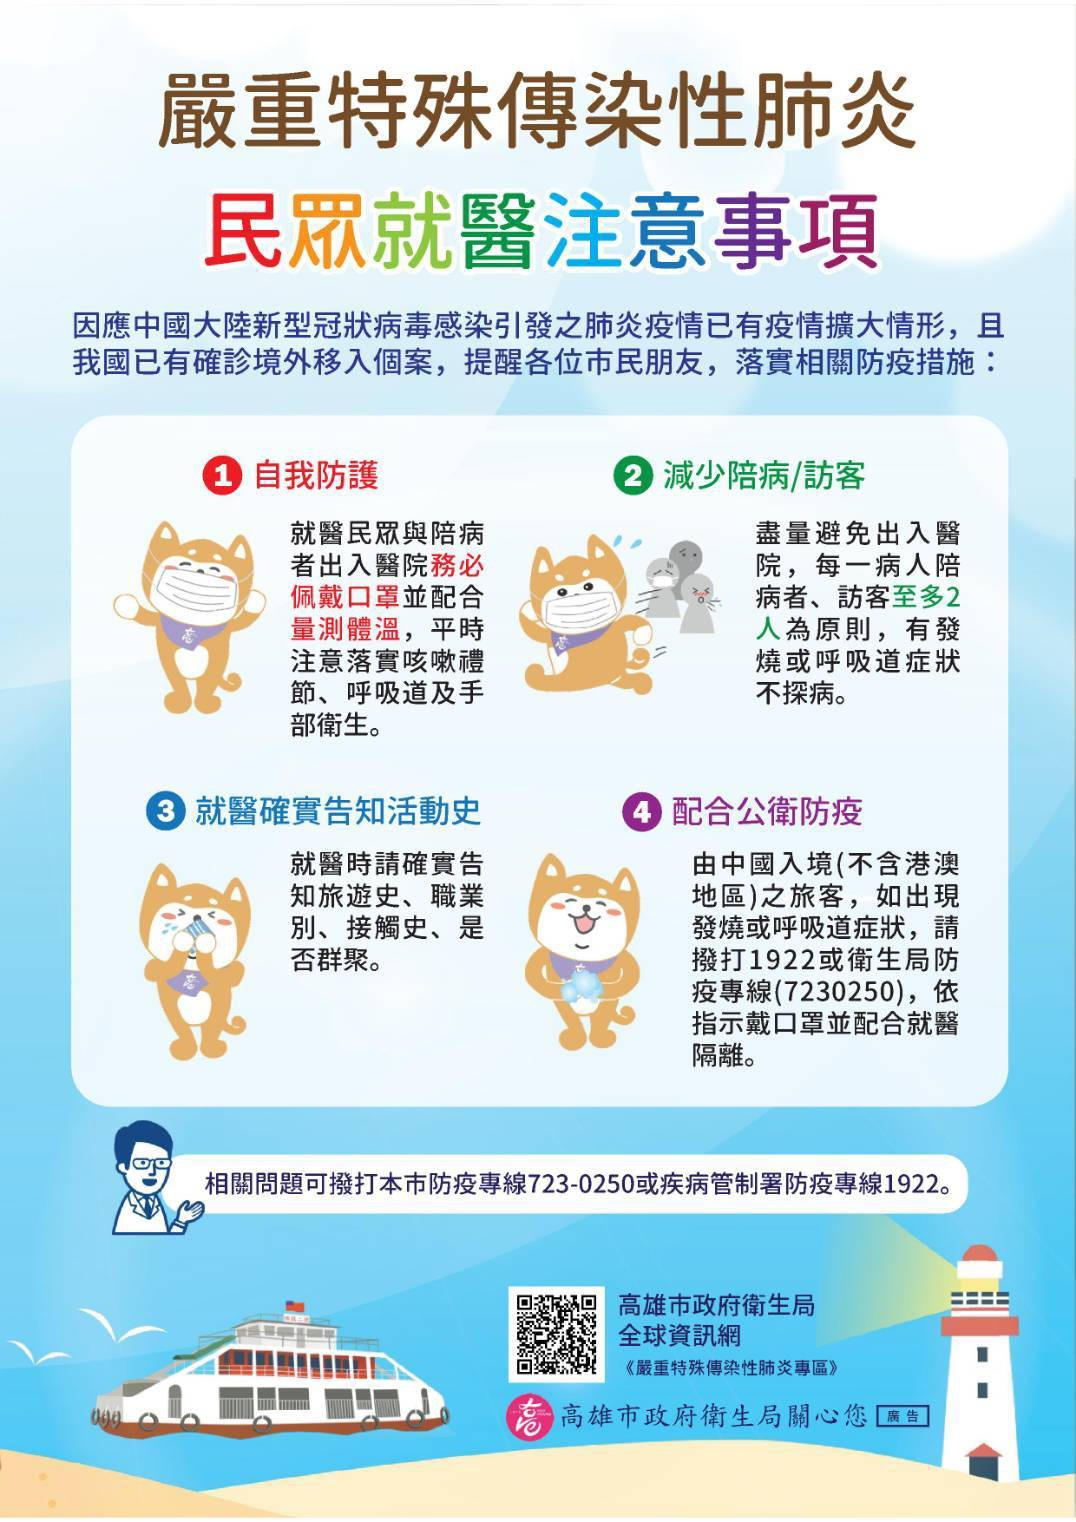 嚴重特殊傳染性肺炎
民眾就醫注意事項
因應中國大陸新型冠狀病毒感染引發之肺炎疫情已有疫情擴大情形，且
我國已有確診境外移入個案，提醒各位市民朋友，落實相關防疫措施：
1 自我防護
就醫民眾與陪病
者出入醫院務必
佩戴口罩並配合
量測體溫，平時
注意落實咳嗽禮
節、呼吸道及手
部衛生。
2 減少陪病/訪客
盡量避免出入醫
院，每一病人陪
病者、訪客至多2
人為原則，有發
燒或呼吸道症狀
不探病。
3 就醫確實告知活動史
就醫時請確實告
知旅遊史、職業
別、接觸史、是
否群聚。
4 配合公衛防疫
由中國入境(不含港澳
地區)之旅客，如出現
發燒或呼吸道症狀，請
撥打1922或衛生局防
疫專線(7230250)，依
指示戴口罩並配合就醫
隔離。
相關問題可撥打本市防疫專線723-0250或疾病管制署防疫專線1922。
高雄市政府衛生局
全球資訊網
《嚴重特殊傳染性肺炎專區》
高雄市政府衛生局關心您 廣告